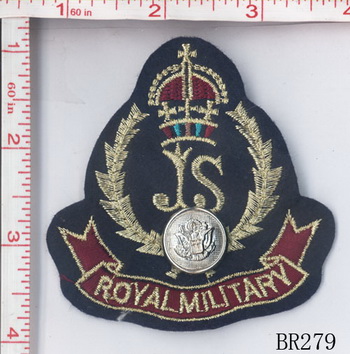 1 60 in 2 3
60 in
1
2
3
4
JS
ROYAL MILITARY
BR279